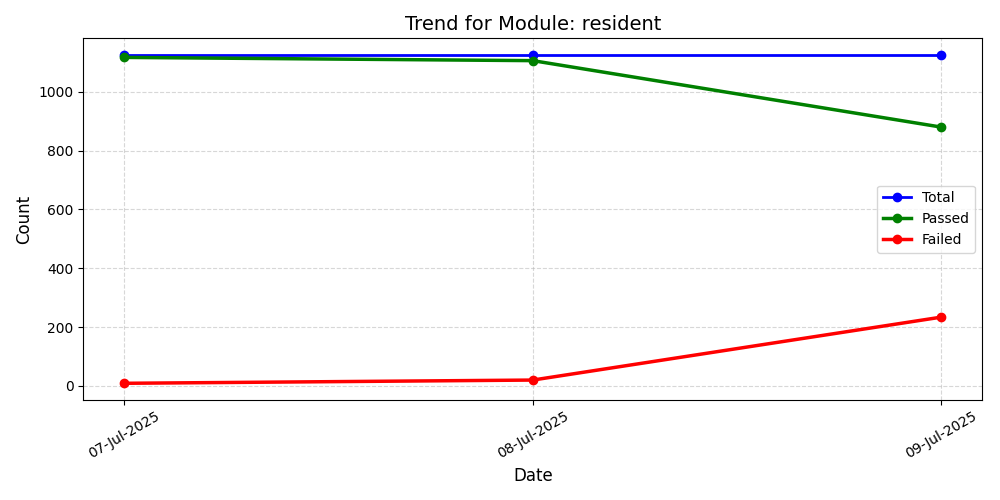 Trend for Module: resident
Count
1000
800
600
400
200
0
Total
Passed
Failed
07-Jul-2025
08-Jul-2025
09-Jul-2025
Date